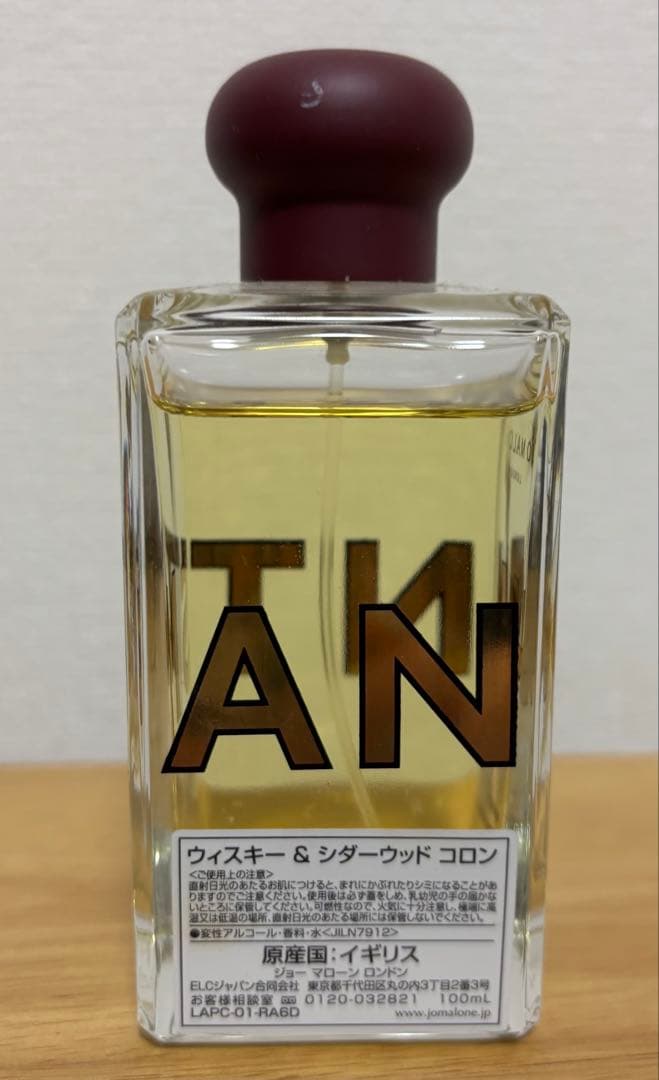 JO MALO
TN
AN
ウィスキー & シダーウッド コロン
<ご使用上の注意>
直射日光のあたるお肌につけると、まれにかぶれたりシミになることがあ
りますのでご注意ください。使用後は必ず蓋をしめ、乳幼児の手の届かな
いところに保管してください。可燃性なので、火気に十分注意し、極端に高
温又は低温の場所、直射日光のあたる場所には保管しないでください。
●変性アルコール・香料・水<JILN7912>
原産国:イギリス
ジョー マローン ロンドン
ELCジャパン合同会社 東京都千代田区丸の内3丁目2番3号
お客様相談室 0120-032821 100mL
LAPC-01-RA6D www.jomalone.jp